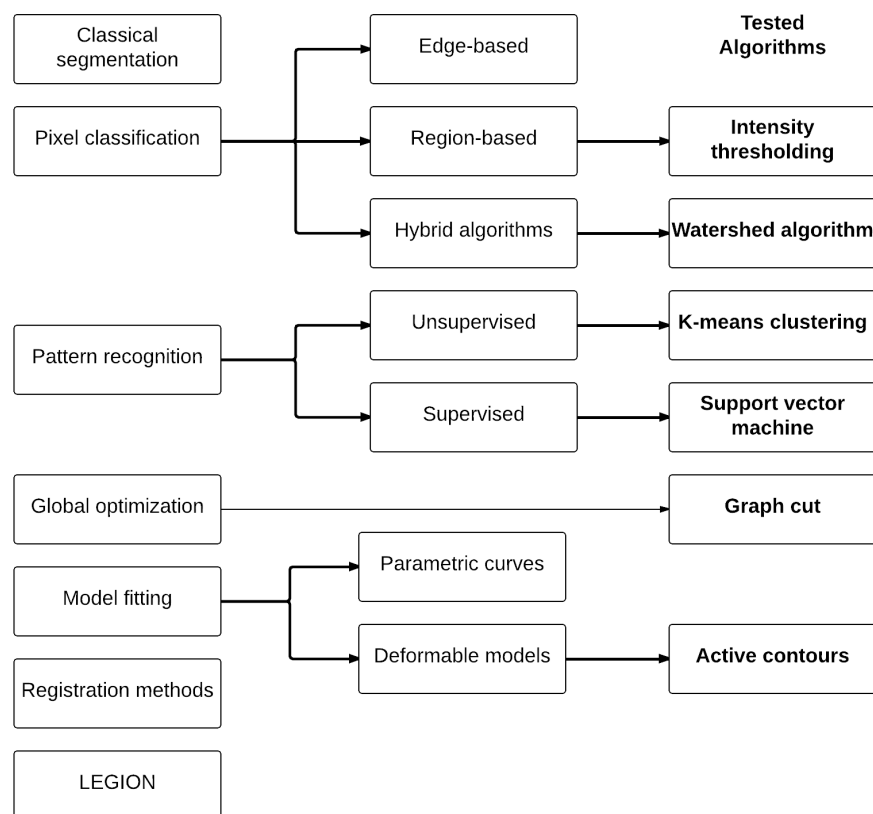 Classical
segmentation
Edge-based
Tested
Algorithms
Pixel classification
Region-based
Intensity
thresholding
Hybrid algorithms
Watershed algorithm
Pattern recognition
Unsupervised
K-means clustering
Supervised
Support vector
machine
Global optimization
Graph cut
Parametric curves
Model fitting
Deformable models
Active contours
Registration methods
LEGION